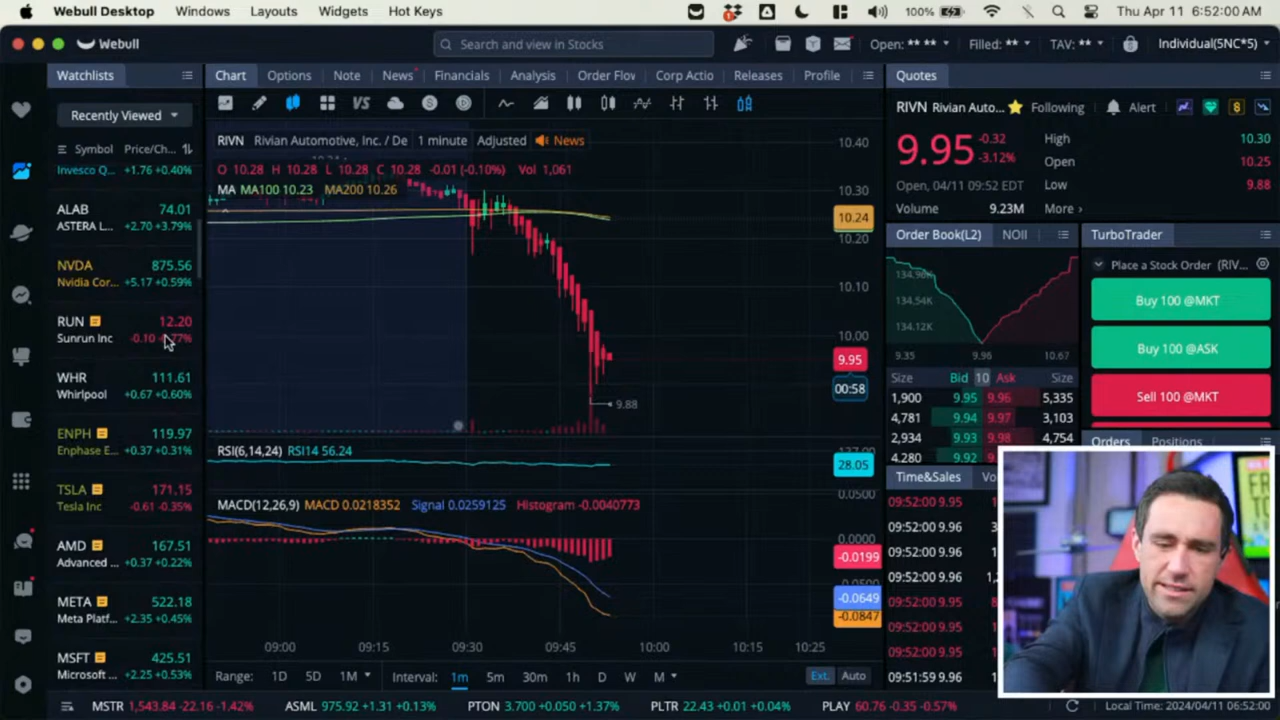 Webull Desktop Windows Layouts Widgets Hot Keys 100% Thu Apr 11 6:52:00 AM
Webull Search and view in Stocks Open: ** ** Filled: ** TAV: ** Individual(5NC*5)
Watchlists
Recently Viewed
Symbol Price/Ch...
Invesco Q... +1.76 +0.40%
ALAB 74.01
ASTERA L... +2.70 +3.79%
NVDA 875.56
Nvidia Cor... +5.17 +0.59%
RUN 12.20
Sunrun Inc -0.10
WHR 111.61
Whirlpool +0.67 +0.60%
ENPH 119.97
Enphase E... +0.37 +0.31%
TSLA 171.15
Tesla Inc -0.61 -0.35%
AMD 167.51
Advanced ... +0.37 +0.22%
META 522.18
Meta Platf... +2.35 +0.45%
MSFT 425.51
Microsoft ... +2.25 +0.53%
Chart Options Note News Financials Analysis Order Flov Corp Actio Releases Profile
VS
RIVN Rivian Automotive, Inc. / De 1 minute Adjusted News
O 10.28 H 10.28 L 10.28 C 10.28 -0.01 (-0.10%) Vol 1,061
MA MA100 10.23 MA200 10.26
10.40
10.30
10.24
10.20
10.10
10.00
9.95
00:58
9.88
RSI(6,14,24) RSI14 56.24
28.05
MACD(12,26,9) MACD 0.0218352 Signal 0.0259125 Histogram -0.0040773
0.0500
0.0000
-0.0199
-0.0649
-0.0847
09:00 09:15 09:30 09:45 10:00 10:15 10:25
Range: 1D 5D 1M Interval: 1m 5m 30m 1h D W M Ext. Auto
Quotes
RIVN Rivian Auto... Following Alert
9.95 -0.32
-3.12%
High 10.30
Open 10.25
Low 9.88
Open, 04/11 09:52 EDT
Volume 9.23M More
Order Book(L2) NOII
134.96K
134.54K
134.12K
9.35 9.96 10.67
Size Bid 10 Ask Size
1,900 9.95 9.96 5,335
4,781 9.94 9.97 3,103
2,934 9.93 9.98 4,754
4,280 9.92
TurboTrader
Place a Stock Order (RIV...
Buy 100 @MKT
Buy 100 @ASK
Sell 100 @MKT
Orders Positions
Time&Sales
09:52:00 9.95
09:52:00 9.96
09:52:00 9.96
09:52:00 9.96
09:52:00 9.95
09:52:00 9.95
09:52:00 9.95
09:51:59 9.96
MSTR 1,543.84 -22.16 -1.42% ASML 975.92 +1.31 +0.13% PTON 3.700 +0.050 +1.37% PLTR 22.43 +0.01 +0.04% PLAY 60.76 -0.35 -0.57% Local Time: 2024/04/11 06:52:00